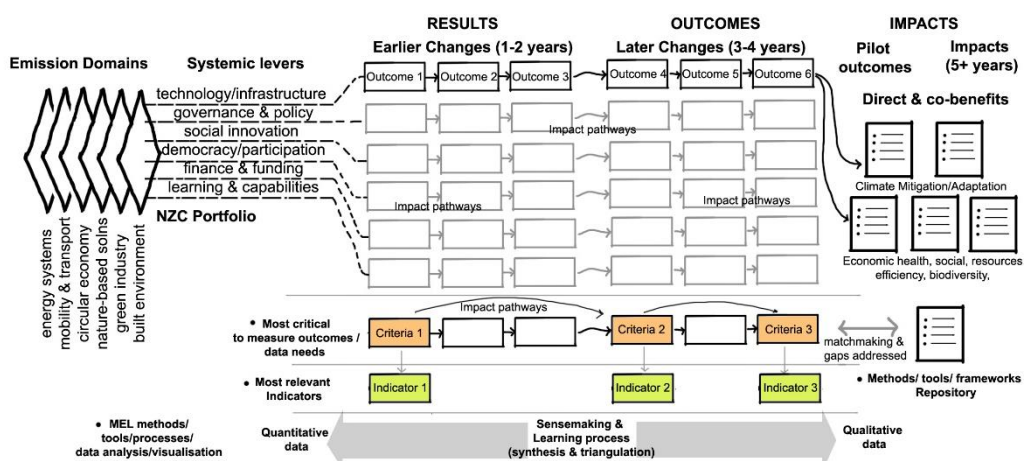 RESULTS
OUTCOMES
IMPACTS
Earlier Changes (1-2 years)
Later Changes (3-4 years)
Pilot
outcomes
Impacts
(5+ years)
Emission Domains
Systemic levers
Outcome 1
Outcome 2
Outcome 3
Outcome 4
Outcome 5
Outcome 6
Direct & co-benefits
technology/infrastructure
governance & policy
social innovation
democracy/participation
finance & funding
learning & capabilities
NZC Portfolio
Impact pathways
Impact pathways
Impact pathways
Climate Mitigation/Adaptation
Economic health, social, resources
efficiency, biodiversity,
energy systems
mobility & transport
circular economy
nature-based solns
green industry
built environment
Impact pathways
• Most critical
to measure outcomes /
data needs
Criteria 1
Criteria 2
Criteria 3
matchmaking &
gaps addressed
• Most relevant
Indicators
Indicator 1
Indicator 2
Indicator 3
• Methods/ tools/ frameworks
Repository
• MEL methods/
tools/processes/
data analysis/visualisation
Quantitative
data
Sensemaking &
Learning process
(synthesis & triangulation)
Qualitative
data